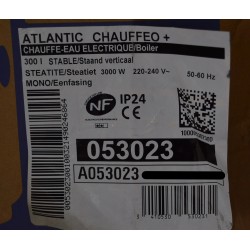 ATLANTIC CHAUFFEO +
CHAUFFE-EAU ELECTRIQUE/Boiler
300 l STABLE/Staand verticaal
STEATITE/Steatiet 3000 W 220-240 V~ 50-60 Hz
MONO/Eenfasing
NF IP24
CE
053023
A053023